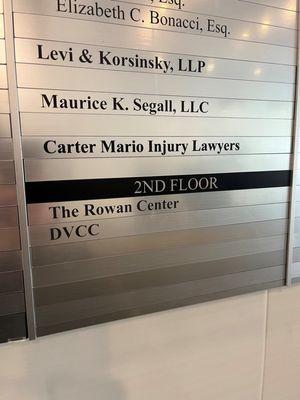 Esq.
Elizabeth C. Bonacci, Esq.
Levi & Korsinsky, LLP
Maurice K. Segall, LLC
Carter Mario Injury Lawyers
2ND FLOOR
The Rowan Center
DVCC